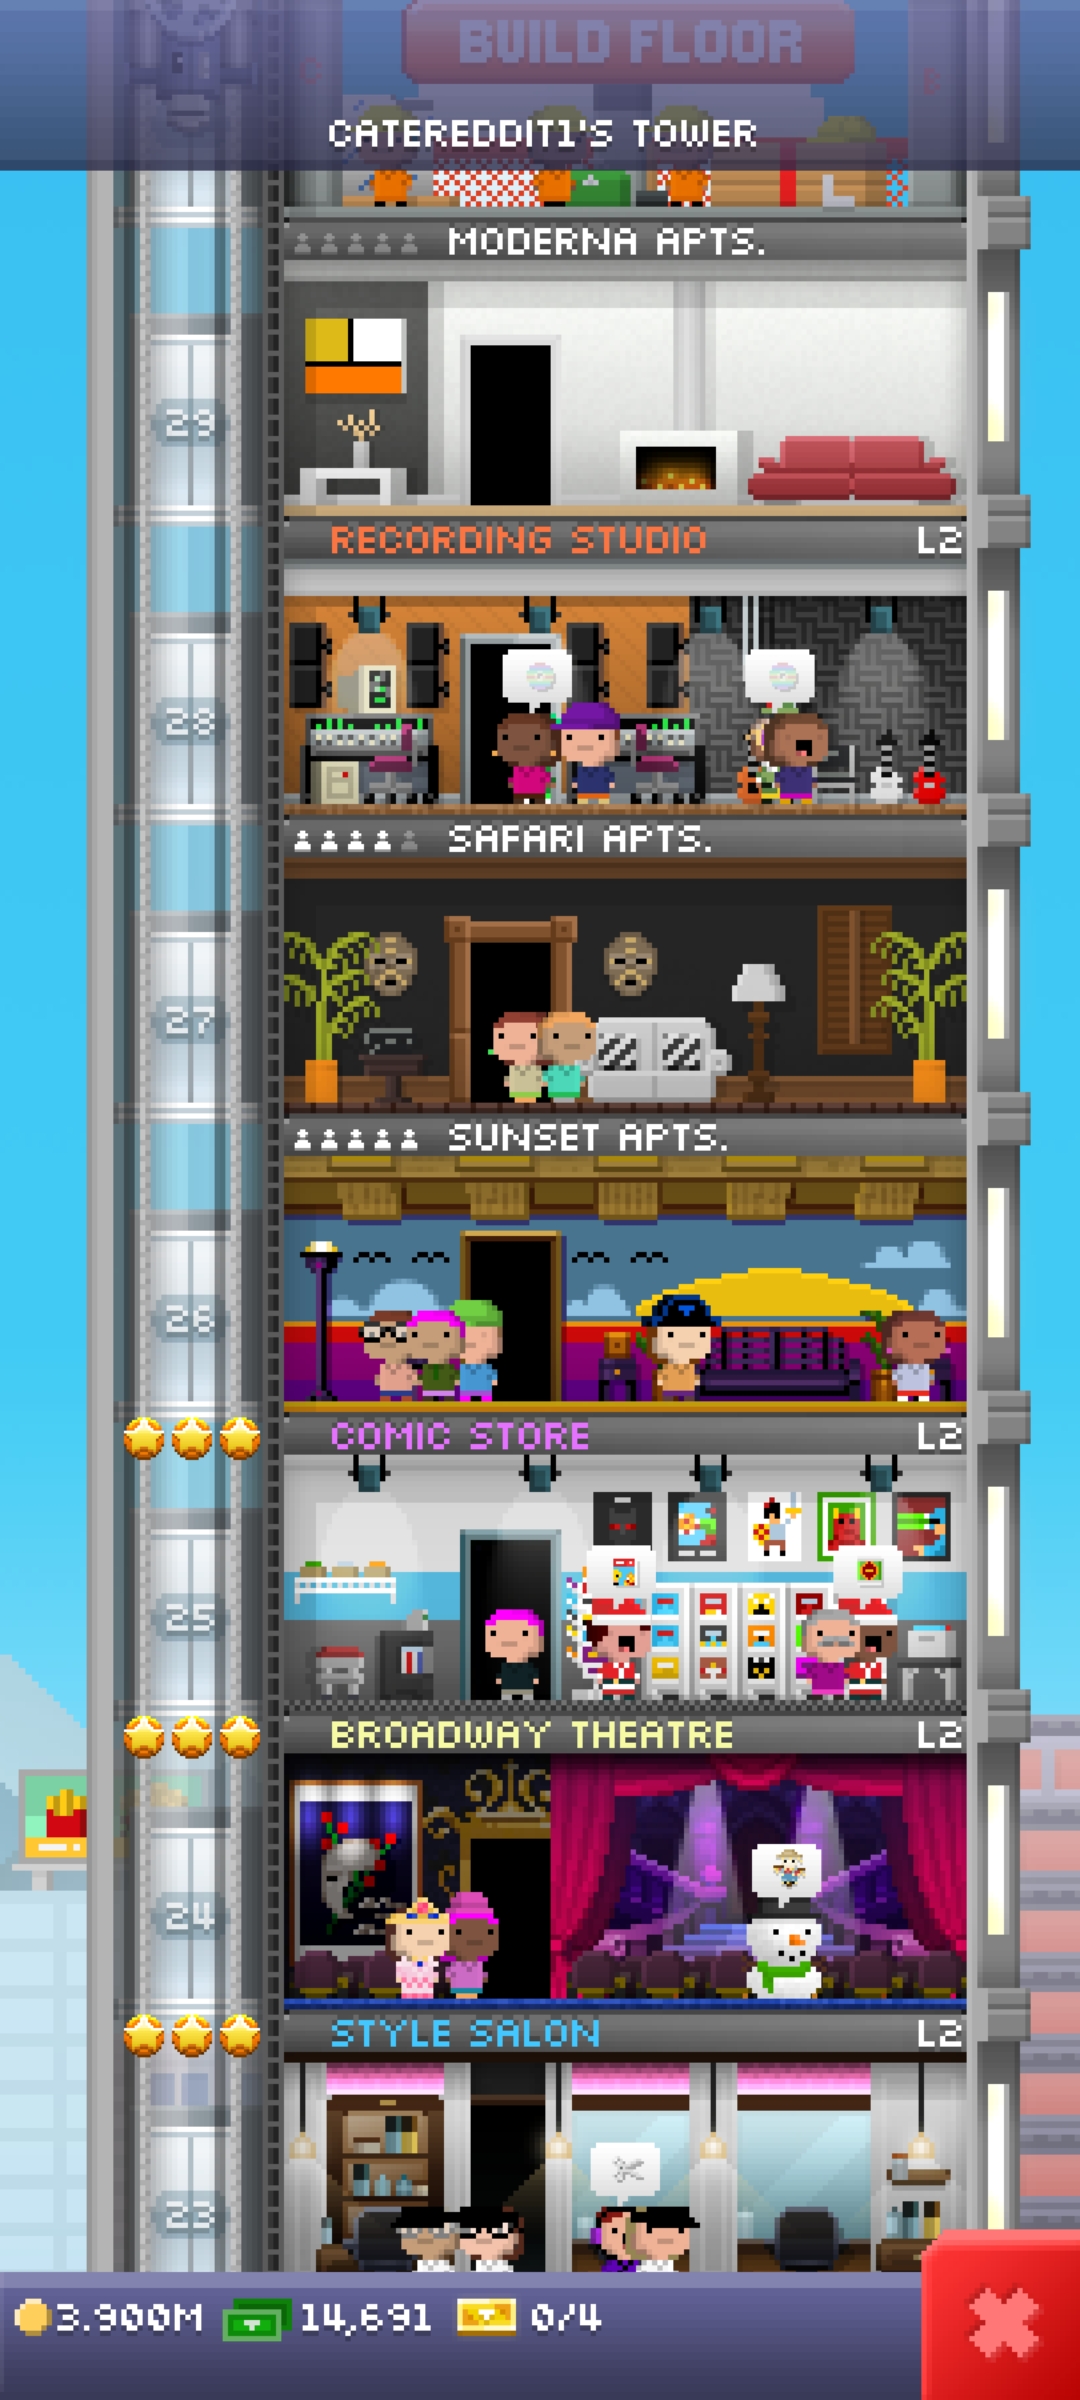 BUILD FLOOR
CATEREDDIT1'S TOWER
MODERNA APTS.
29
RECORDING STUDIO L2
28
SAFARI APTS.
27
SUNSET APTS.
26
COMIC STORE L2
25
BROADWAY THEATRE L2
24
STYLE SALON L2
23
3.900M 14,691 0/4